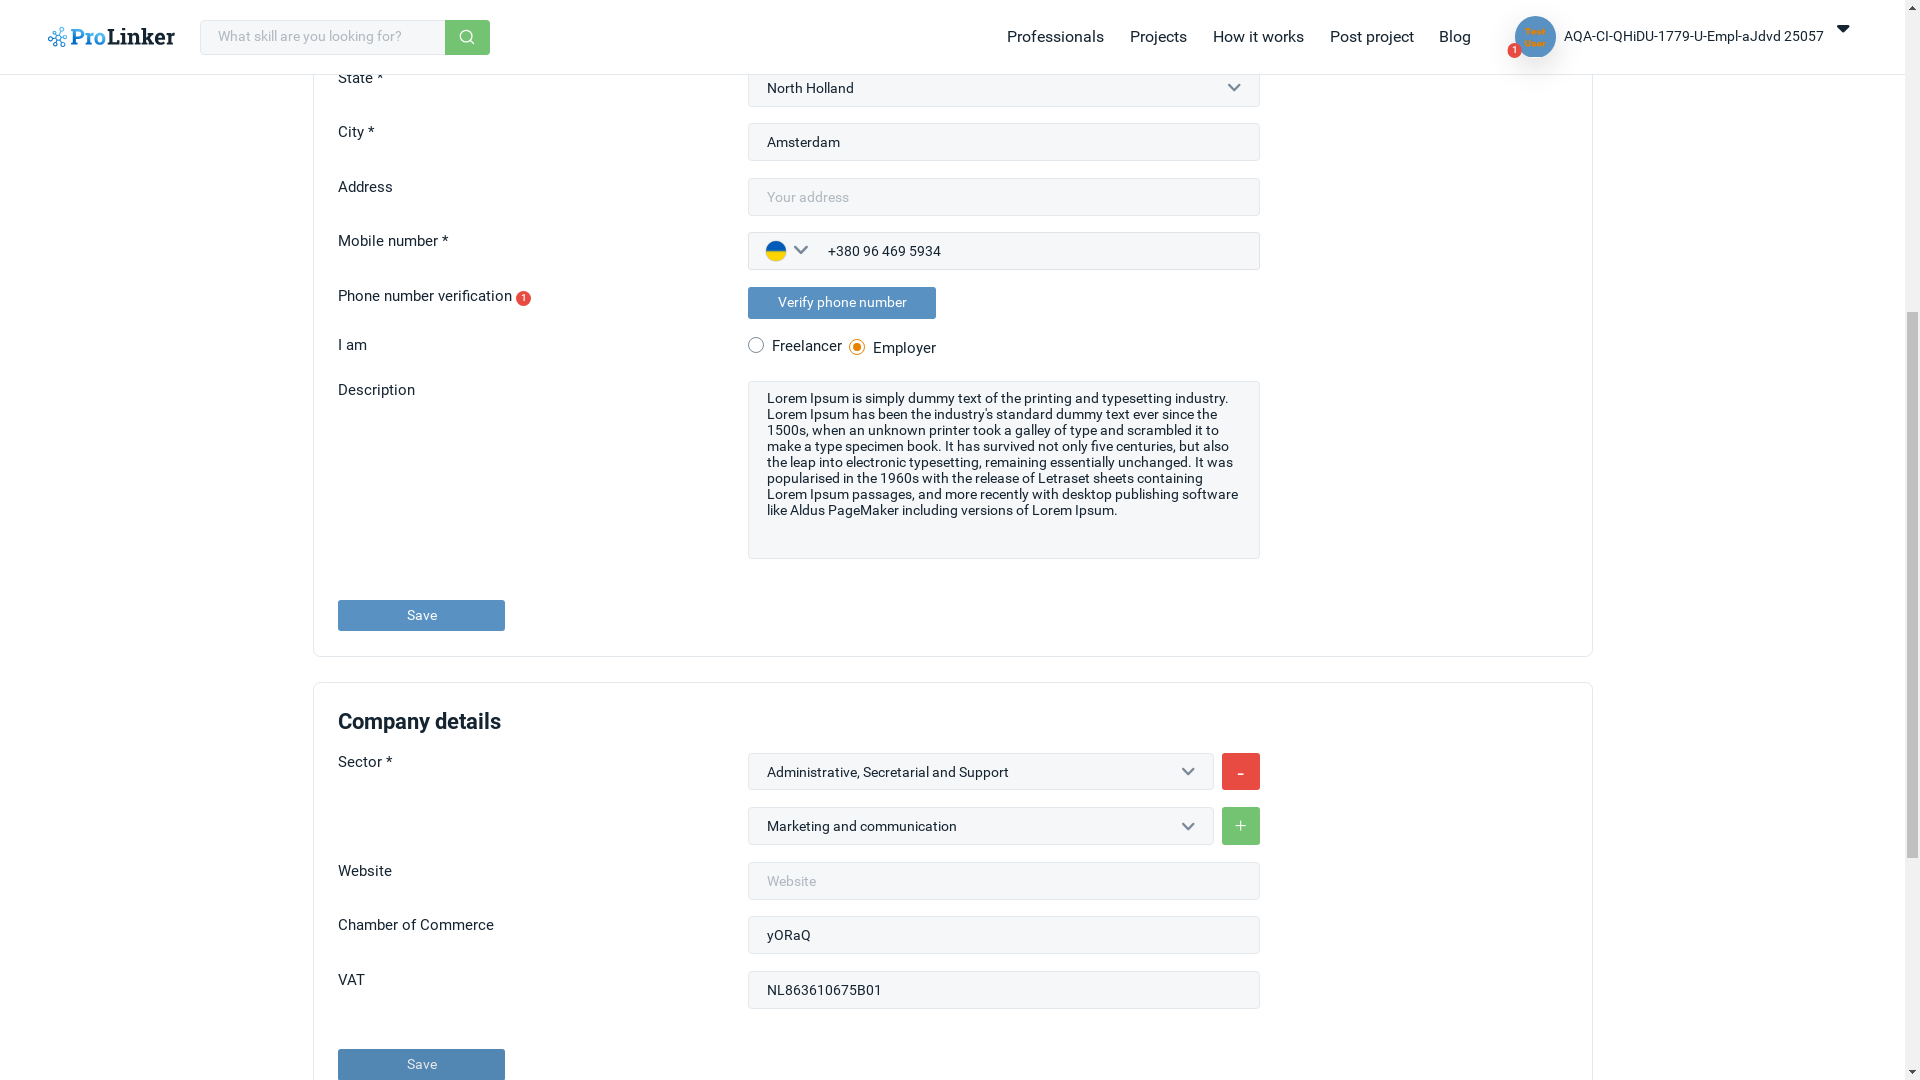 ProLinker
What skill are you looking for?
Professionals
Projects
How it works
Post project
Blog
Test User
1
AQA-CI-QHiDU-1779-U-Empl-aJdvd 25057
State *
North Holland
City *
Amsterdam
Address
Your address
Mobile number *
+380 96 469 5934
Phone number verification 1
Verify phone number
I am
Freelancer
Employer
Description
Lorem Ipsum is simply dummy text of the printing and typesetting industry.
Lorem Ipsum has been the industry's standard dummy text ever since the
1500s, when an unknown printer took a galley of type and scrambled it to
make a type specimen book. It has survived not only five centuries, but also
the leap into electronic typesetting, remaining essentially unchanged. It was
popularised in the 1960s with the release of Letraset sheets containing
Lorem Ipsum passages, and more recently with desktop publishing software
like Aldus PageMaker including versions of Lorem Ipsum.
Save
Company details
Sector *
Administrative, Secretarial and Support
-
Marketing and communication
+
Website
Website
Chamber of Commerce
yORaQ
VAT
NL863610675B01
Save